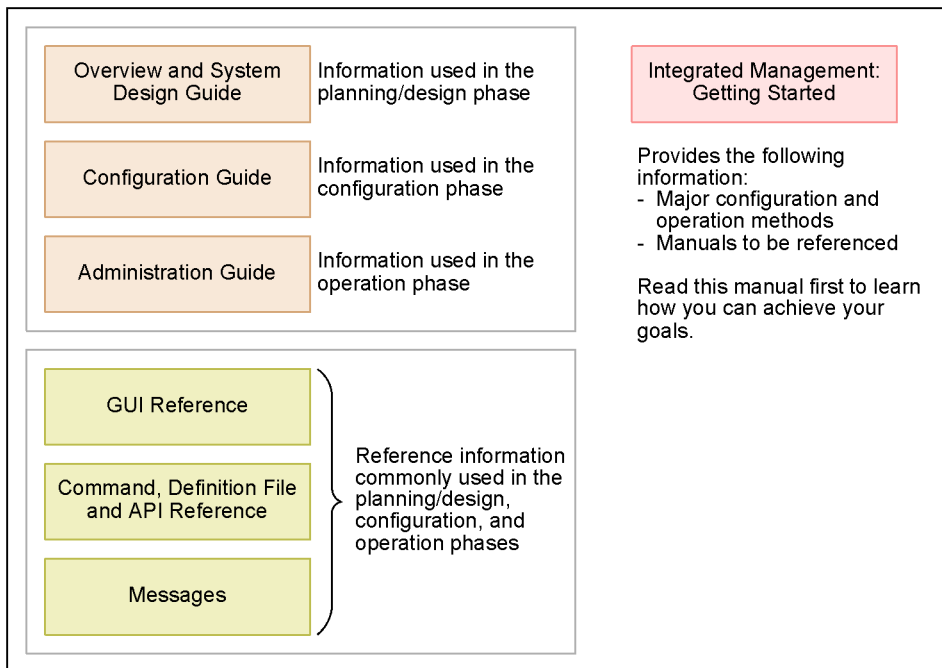 Overview and System
Design Guide
Information used in the
planning/design phase
Configuration Guide
Information used in the
configuration phase
Administration Guide
Information used in the
operation phase
GUI Reference
Command, Definition File
and API Reference
Messages
Reference information
commonly used in the
planning/design,
configuration, and
operation phases
Integrated Management:
Getting Started
Provides the following
information:
- Major configuration and
operation methods
- Manuals to be referenced
Read this manual first to learn
how you can achieve your
goals.